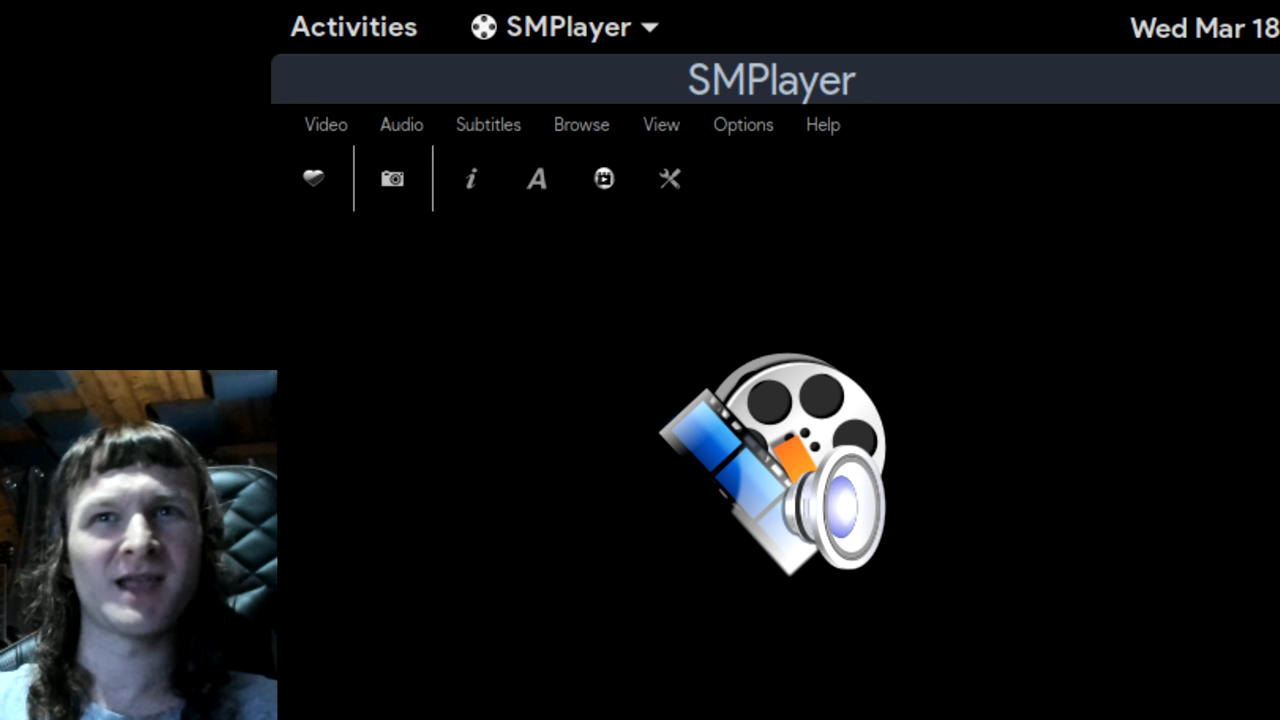 Activities SMPlayer Wed Mar 18
SMPlayer
Video Audio Subtitles Browse View Options Help